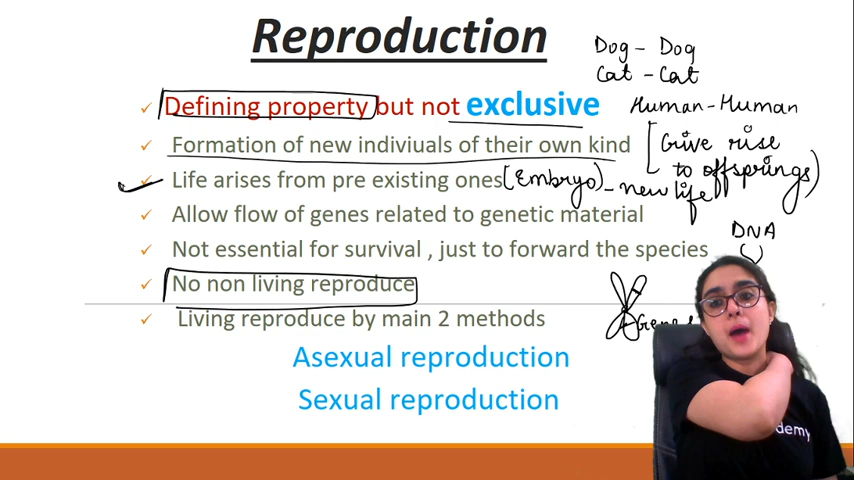 Reproduction
Dog - Dog
Cat - Cat
Defining property but not exclusive
Human - Human
Formation of new indiviuals of their own kind
[Give rise
to offsprings)
Life arises from pre existing ones
(Embryo) - new life
Allow flow of genes related to genetic material
DNA
Not essential for survival , just to forward the species
No non living reproduce
Genes
Living reproduce by main 2 methods
Asexual reproduction
Sexual reproduction
demy